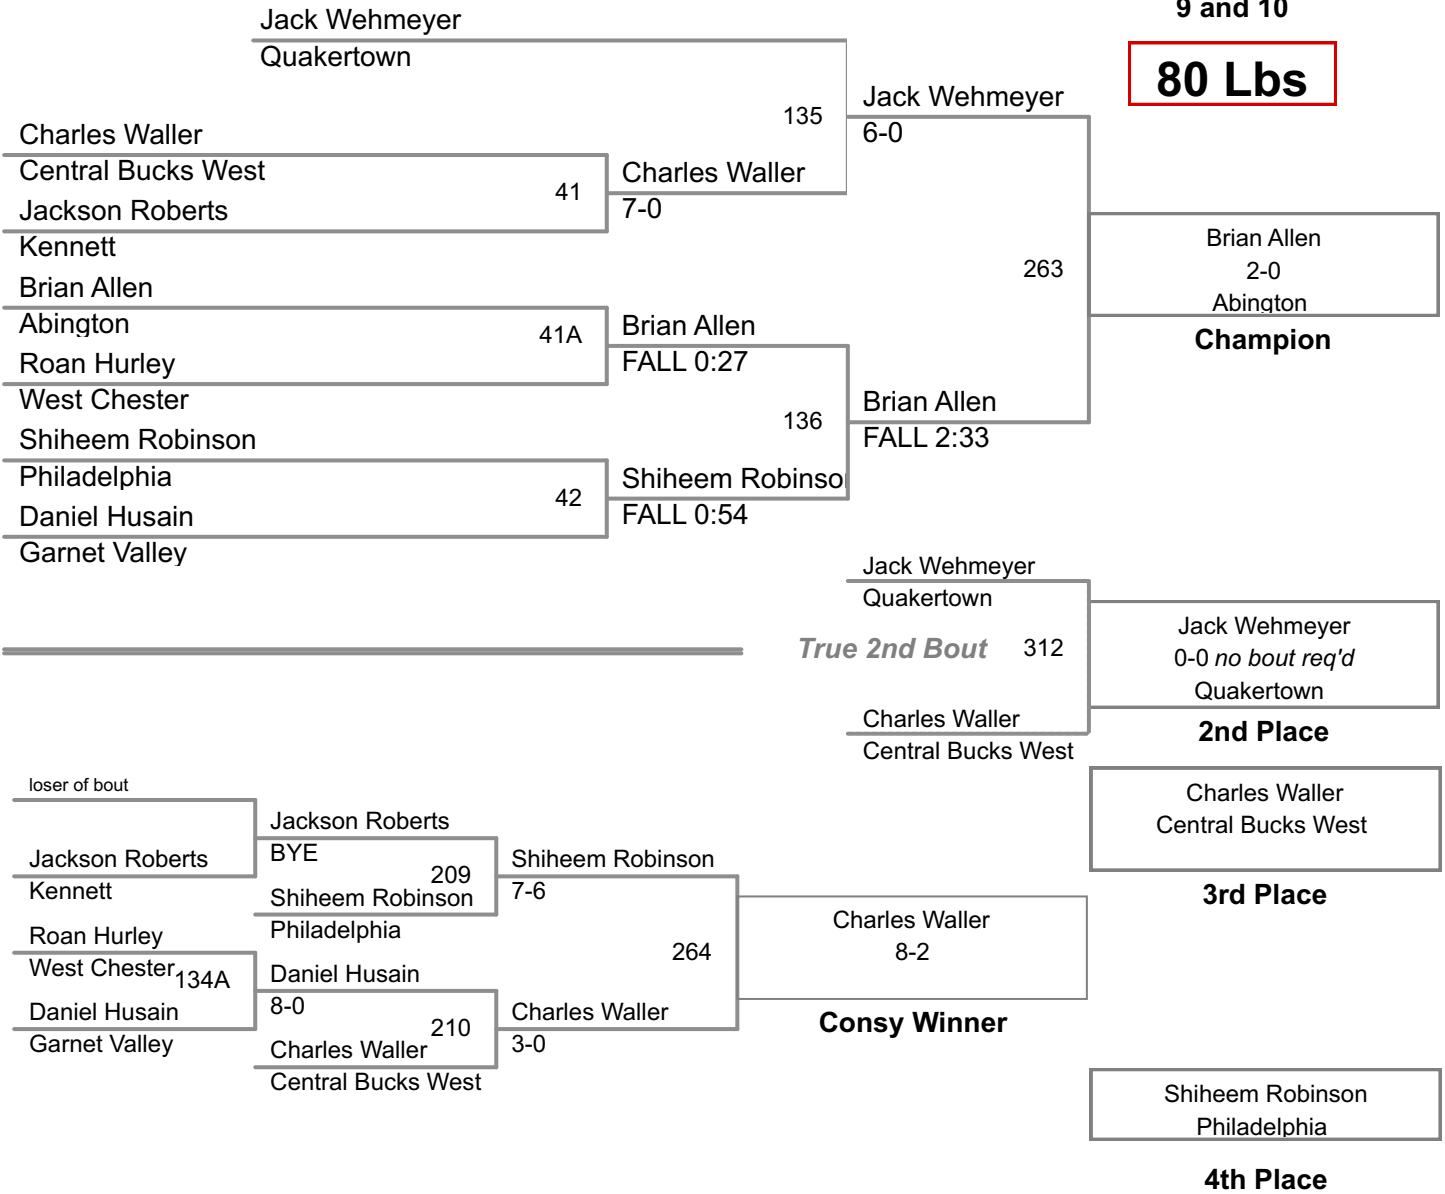 9 and 10
80 Lbs
Jack Wehmeyer
Quakertown
135
Jack Wehmeyer
6-0
Charles Waller
Central Bucks West
41
Charles Waller
7-0
Jackson Roberts
Kennett
263
Brian Allen
2-0
Abington
Champion
Brian Allen
Abington
41A
Brian Allen
FALL 0:27
Roan Hurley
West Chester
136
Brian Allen
FALL 2:33
Shiheem Robinson
Philadelphia
42
Shiheem Robinso
FALL 0:54
Daniel Husain
Garnet Valley
Jack Wehmeyer
Quakertown
True 2nd Bout
312
Jack Wehmeyer
0-0 no bout req'd
Quakertown
2nd Place
Charles Waller
Central Bucks West
Charles Waller
Central Bucks West
3rd Place
loser of bout
Jackson Roberts
BYE
Jackson Roberts
Kennett
209
Shiheem Robinson
7-6
Shiheem Robinson
Philadelphia
Roan Hurley
West Chester
134A
Daniel Husain
8-0
264
Charles Waller
8-2
Consy Winner
Daniel Husain
Garnet Valley
210
Charles Waller
3-0
Charles Waller
Central Bucks West
Shiheem Robinson
Philadelphia
4th Place